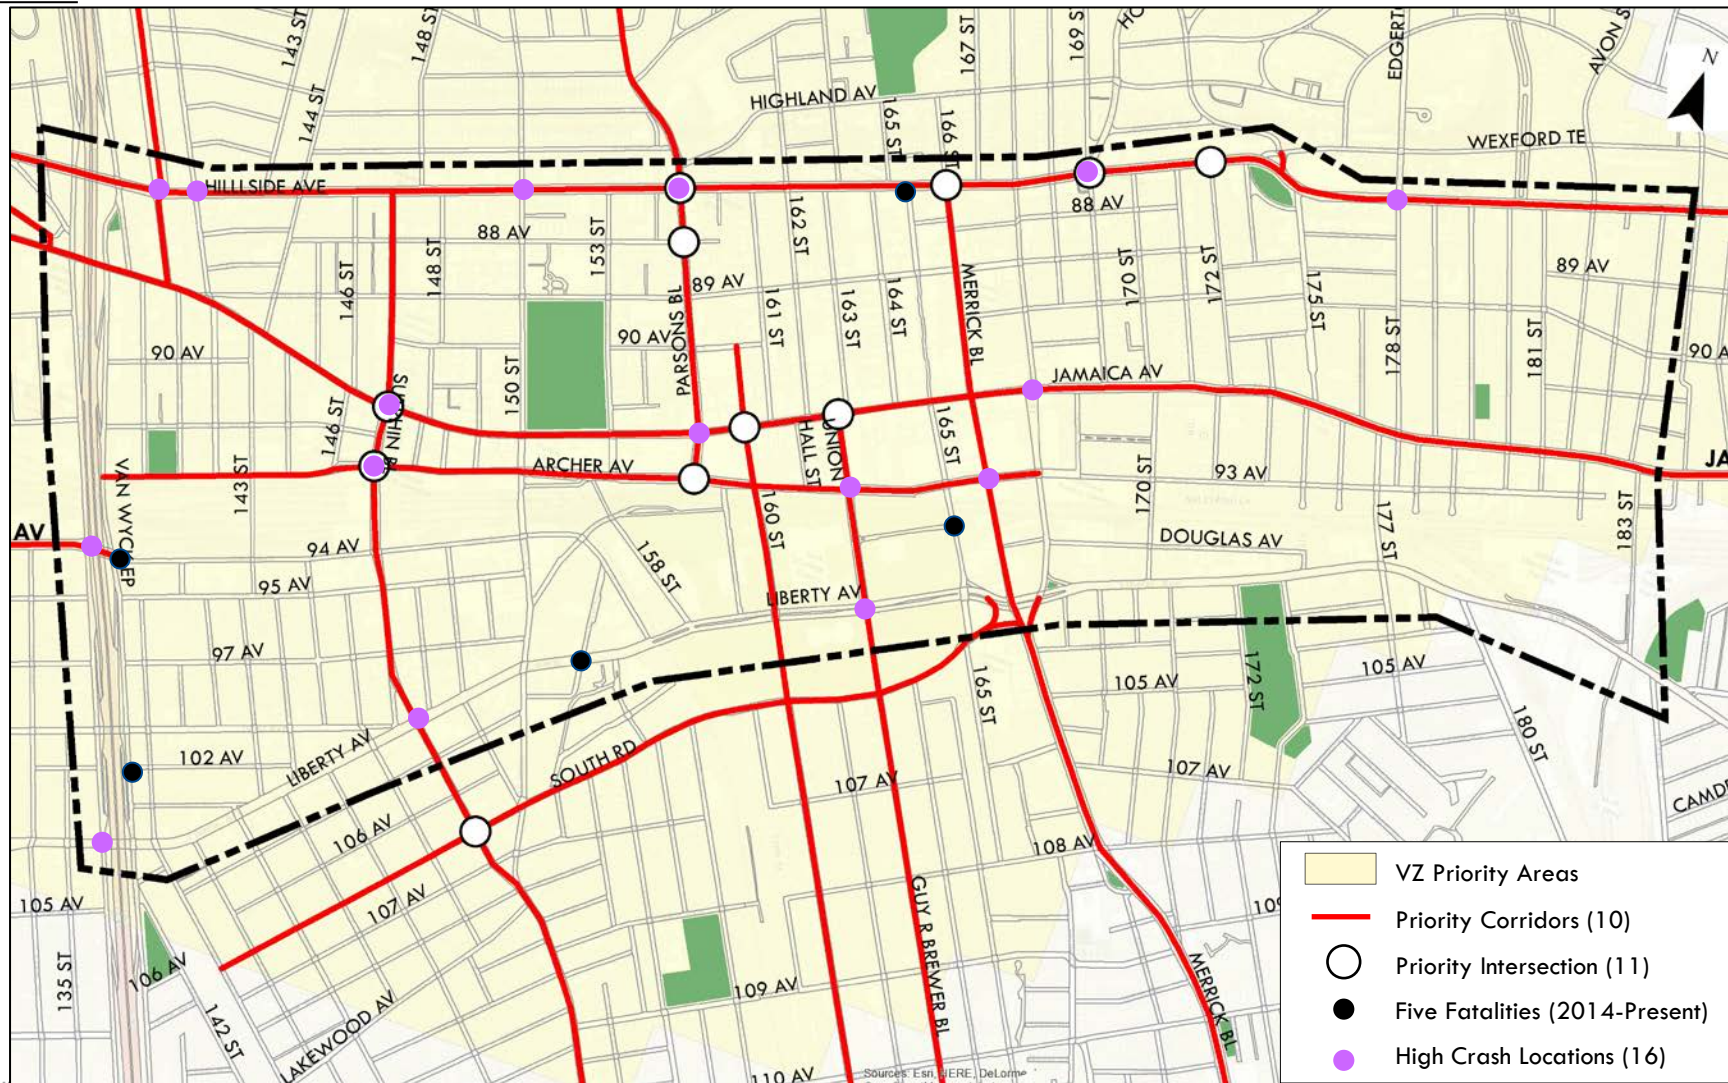 143 ST
148 ST
167 ST
169 S
HO
EDGERT
AVON S
N
144 ST
HIGHLAND AV
165 ST
166 ST
WEXFORD TE
HILLSIDE AVE
88 AV
88 AV
153 ST
162 ST
146 ST
148 ST
89 AV
161 ST
163 ST
164 ST
MERRICK BL
170 ST
172 ST
175 ST
89 AV
90 AV
150 ST
90 AV
PARSONS BL
178 ST
181 ST
90 A
JAMAICA AV
SUTPHIN BL
146 ST
HALL ST
UNION
165 ST
143 ST
VAN WYCK EP
ARCHER AV
170 ST
93 AV
JA
AV
94 AV
158 ST
160 ST
DOUGLAS AV
177 ST
183 ST
95 AV
LIBERTY AV
97 AV
165 ST
105 AV
172 ST
105 AV
102 AV
LIBERTY AV
SOUTH RD
107 AV
107 AV
180 ST
CAMD
106 AV
108 AV
105 AV
107 AV
GUY R BREWER BL
109
135 ST
106 AV
142 ST
LAKEWOOD AV
109 AV
MERRICK BL
110 AV
Sources: Esri, HERE, DeLorme
VZ Priority Areas
Priority Corridors (10)
Priority Intersection (11)
Five Fatalities (2014-Present)
High Crash Locations (16)